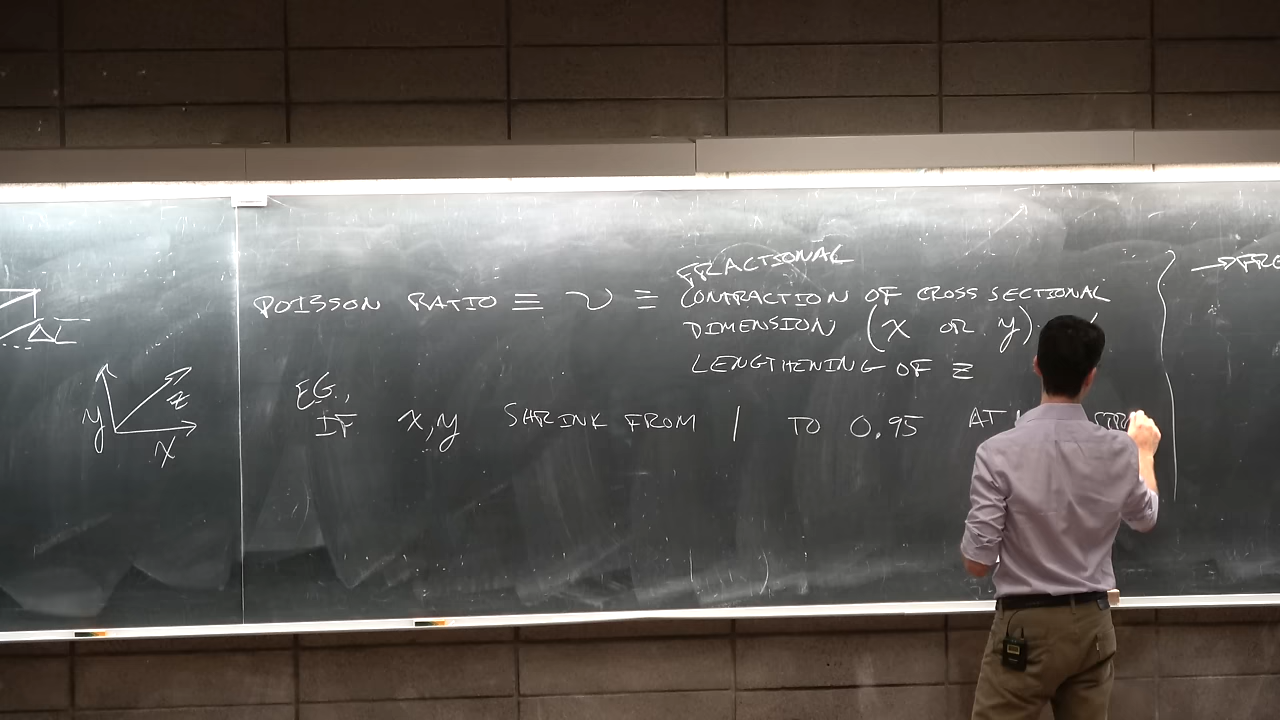 FRACTIONAL
POISSON RATIO ≡ ν ≡ CONTRACTION OF CROSS SECTIONAL
DIMENSION (X OR Y)
LENGTHENING OF Z
EG.,
IF X,Y SHRINK FROM 1 TO 0.95 AT
ΔL
y
z
x